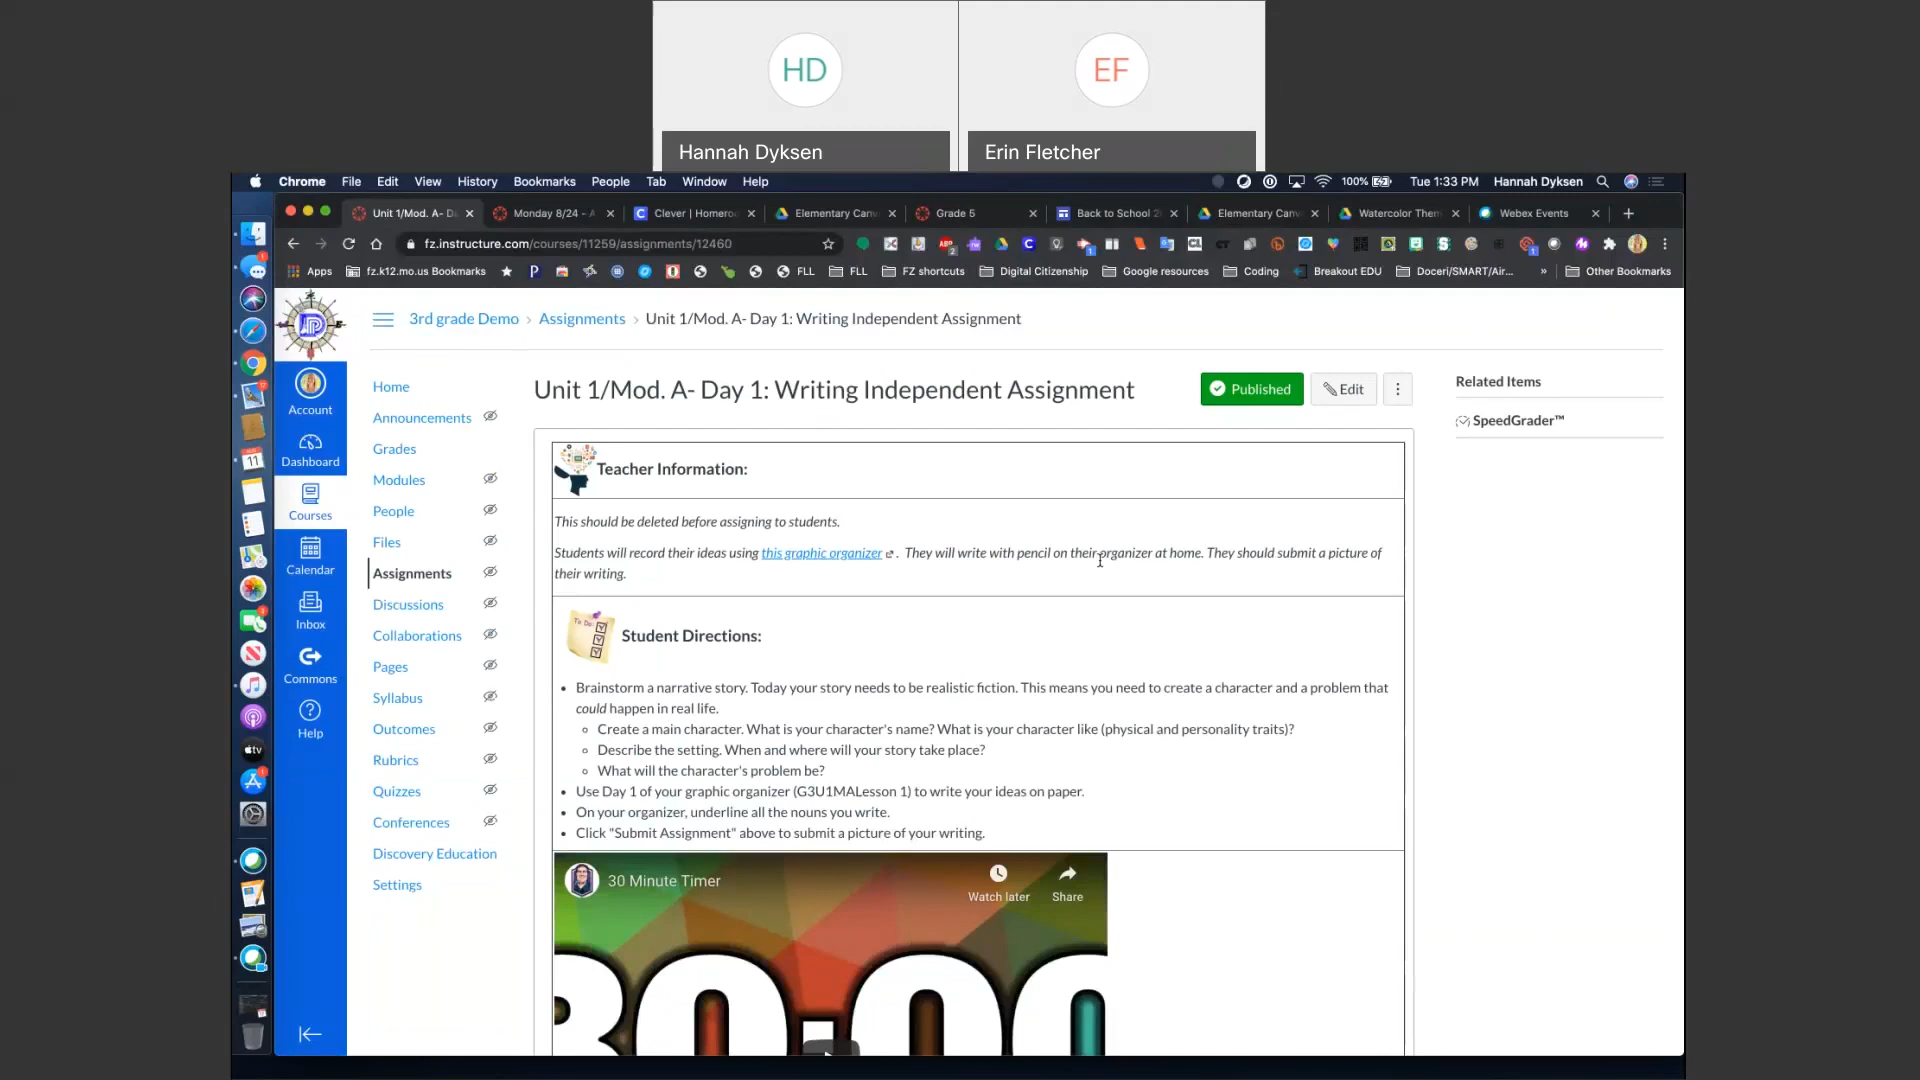 HD
EF
Hannah Dyksen
Erin Fletcher
Chrome File Edit View History Bookmarks People Tab Window Help
100% Tue 1:33 PM Hannah Dyksen
Unit 1/Mod. A- D
Monday 8/24 - A
Clever | Homero
Elementary Canv
Grade 5
Back to School 2
Elementary Canv
Watercolor Them
Webex Events
fz.instructure.com/courses/11259/assignments/12460
Apps fz.k12.mo.us Bookmarks FLL FLL FZ shortcuts Digital Citizenship Google resources Coding Breakout EDU Doceri/SMART/Air... » Other Bookmarks
3rd grade Demo › Assignments › Unit 1/Mod. A- Day 1: Writing Independent Assignment
Account
Dashboard
Courses
Calendar
Inbox
Commons
Help
Home
Announcements
Grades
Modules
People
Files
Assignments
Discussions
Collaborations
Pages
Syllabus
Outcomes
Rubrics
Quizzes
Conferences
Discovery Education
Settings
Unit 1/Mod. A- Day 1: Writing Independent Assignment
Published
Edit
Related Items
SpeedGrader™
Teacher Information:
This should be deleted before assigning to students.
Students will record their ideas using this graphic organizer . They will write with pencil on their organizer at home. They should submit a picture of
their writing.
To Do:
Student Directions:
• Brainstorm a narrative story. Today your story needs to be realistic fiction. This means you need to create a character and a problem that
could happen in real life.
◦ Create a main character. What is your character's name? What is your character like (physical and personality traits)?
◦ Describe the setting. When and where will your story take place?
◦ What will the character's problem be?
• Use Day 1 of your graphic organizer (G3U1MALesson 1) to write your ideas on paper.
• On your organizer, underline all the nouns you write.
• Click "Submit Assignment" above to submit a picture of your writing.
30 Minute Timer
Watch later
Share
30:00